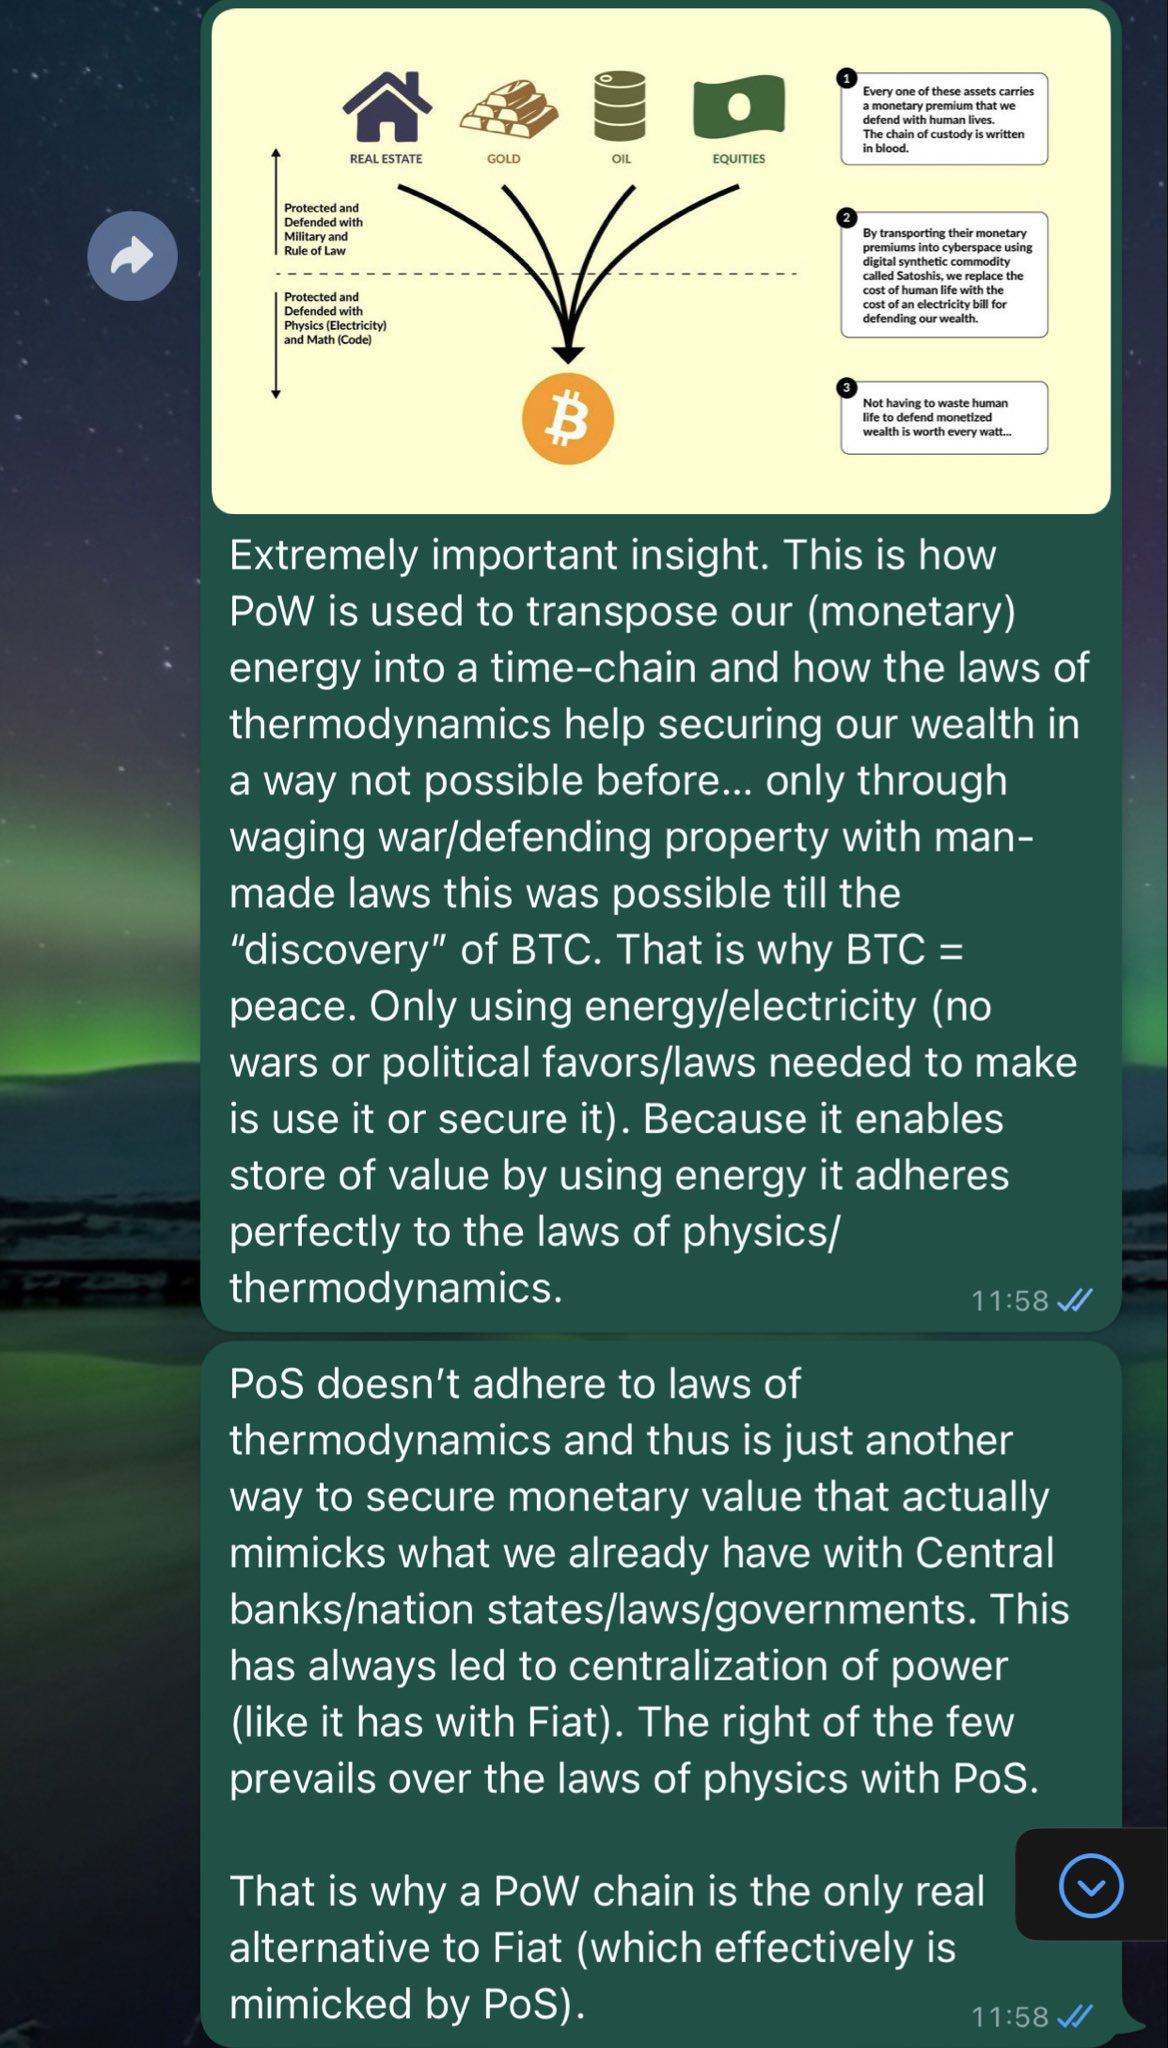 REAL ESTATE
GOLD
OIL
EQUITIES
Protected and
Defended with
Military and
Rule of Law
Protected and
Defended with
Physics (Electricity)
and Math (Code)
1
Every one of these assets carries
a monetary premium that we
defend with human lives.
The chain of custody is written
in blood.
2
By transporting their monetary
premiums into cyberspace using
digital synthetic commodity
called Satoshis, we replace the
cost of human life with the
cost of an electricity bill for
defending our wealth.
3
Not having to waste human
life to defend monetized
wealth is worth every watt...
Extremely important insight. This is how
PoW is used to transpose our (monetary)
energy into a time-chain and how the laws of
thermodynamics help securing our wealth in
a way not possible before... only through
waging war/defending property with man-
made laws this was possible till the
“discovery” of BTC. That is why BTC =
peace. Only using energy/electricity (no
wars or political favors/laws needed to make
is use it or secure it). Because it enables
store of value by using energy it adheres
perfectly to the laws of physics/
thermodynamics.
11:58
PoS doesn’t adhere to laws of
thermodynamics and thus is just another
way to secure monetary value that actually
mimicks what we already have with Central
banks/nation states/laws/governments. This
has always led to centralization of power
(like it has with Fiat). The right of the few
prevails over the laws of physics with PoS.
That is why a PoW chain is the only real
alternative to Fiat (which effectively is
mimicked by PoS).
11:58